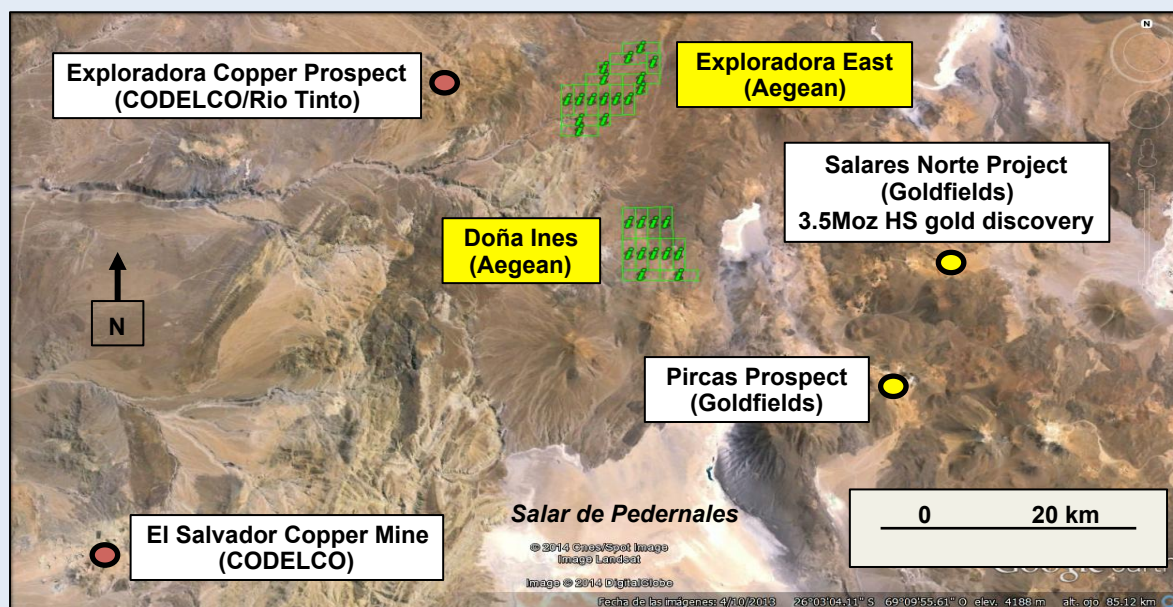 N
Exploradora Copper Prospect
(CODELCO/Rio Tinto)
Exploradora East
(Aegean)
Salares Norte Project
(Goldfields)
3.5Moz HS gold discovery
Doña Ines
(Aegean)
N
Pircas Prospect
(Goldfields)
0 20 km
Salar de Pedernales
El Salvador Copper Mine
(CODELCO)
© 2014 Cnes/Spot Image
Image Landsat
Image © 2014 DigitalGlobe
Fecha de las imágenes: 4/10/2013 26°03'04.11" S 69°09'55.61" O elev. 4188 m alt. ojo 85.12 km